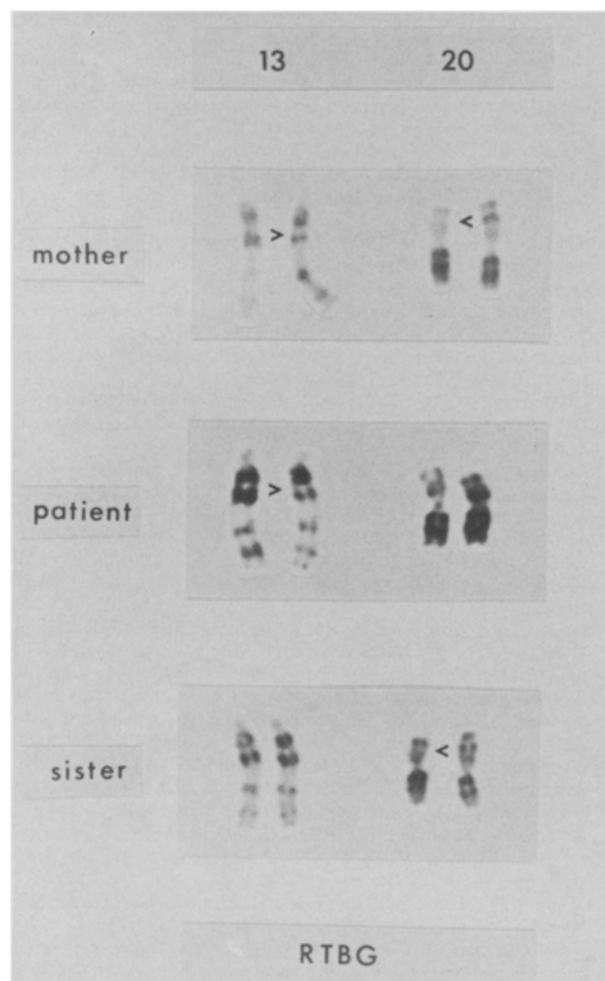 13 20
mother > <
patient >
sister <
RTBG